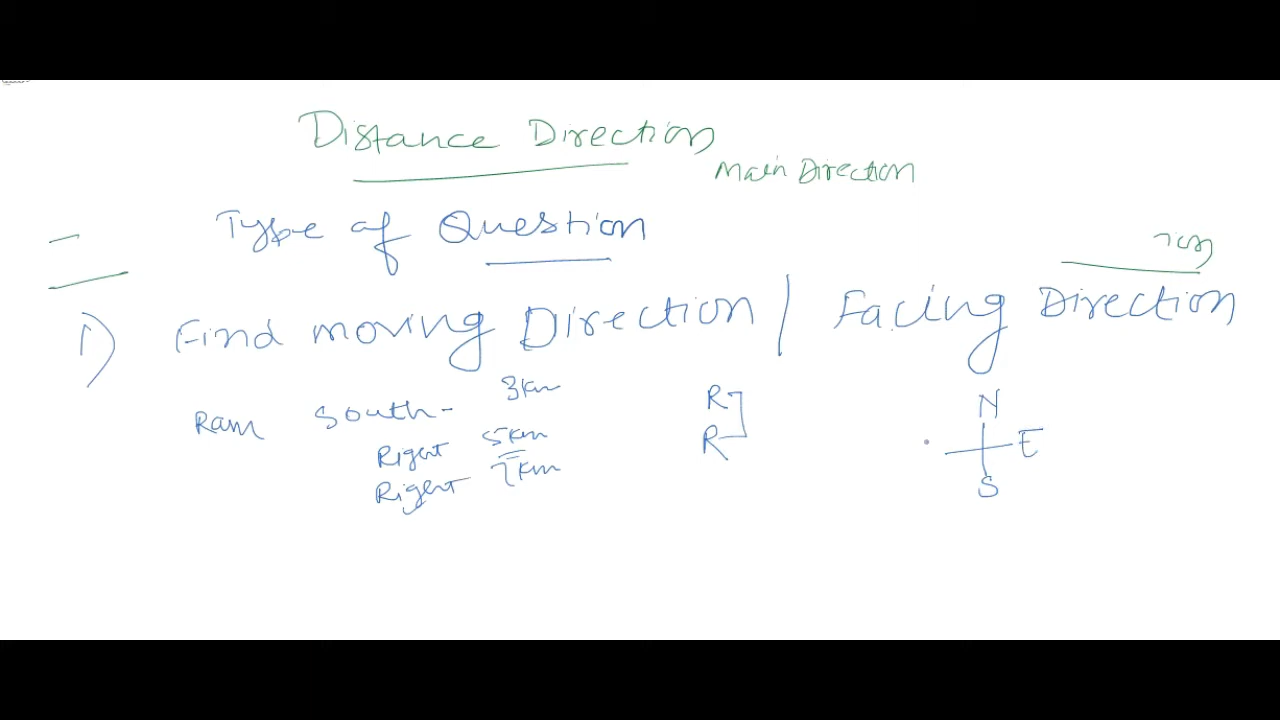 Distance Direction
Main Direction
Type of Question
ion
1) Find moving Direction / Facing Direction
Ram South - 3km
Right 5km
Right 7km
R
R
N
E
S